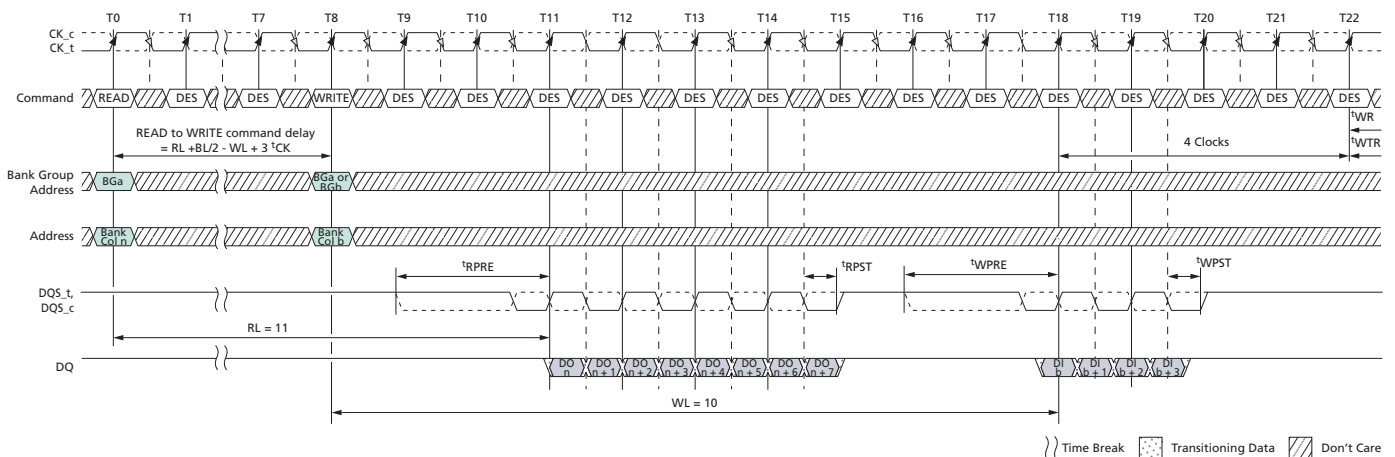 T0 T1 T7 T8 T9 T10 T11 T12 T13 T14 T15 T16 T17 T18 T19 T20 T21 T22
CK_c
CK_t
Command READ DES DES WRITE DES DES DES DES DES DES DES DES DES DES DES DES DES DES
tWR
READ to WRITE command delay
= RL +BL/2 - WL + 3 tCK
4 Clocks
tWTR
Bank Group
Address
BGa
BGa or
BGb
Address
Bank
Col n
Bank
Col b
tRPRE tRPST tWPRE tWPST
DQS_t,
DQS_c
RL = 11
DQ
DO
n
DO
n + 1
DO
n + 2
DO
n + 3
DO
n + 4
DO
n + 5
DO
n + 6
DO
n + 7
DI
b
DI
b + 1
DI
b + 2
DI
b + 3
WL = 10
Time Break Transitioning Data Don't Care